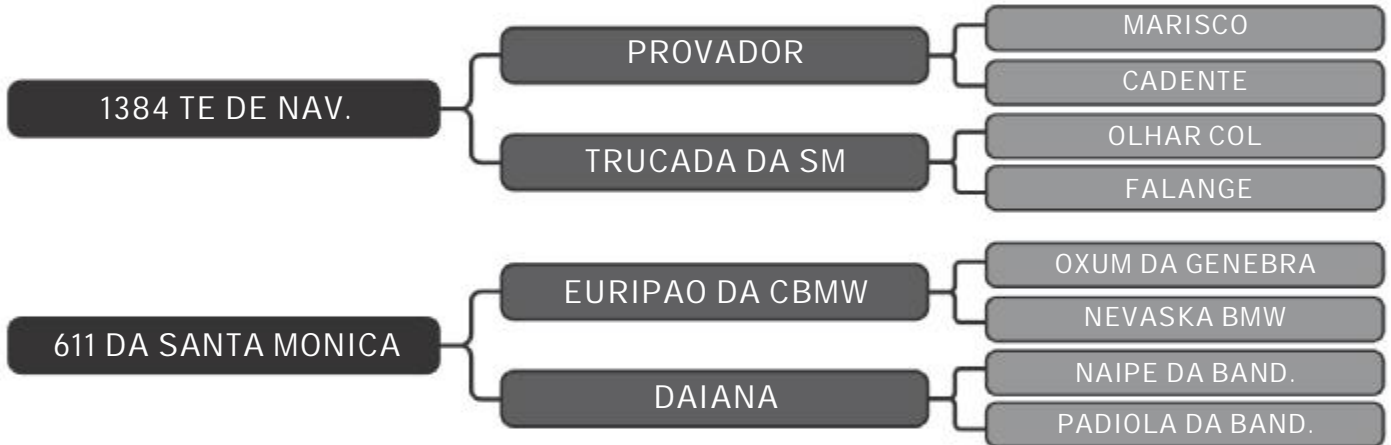 1384 TE DE NAV.
PROVADOR
MARISCO
CADENTE
TRUCADA DA SM
OLHAR COL
FALANGE
611 DA SANTA MONICA
EURIPAO DA CBMW
OXUM DA GENEBRA
NEVASKA BMW
DAIANA
NAIPE DA BAND.
PADIOLA DA BAND.